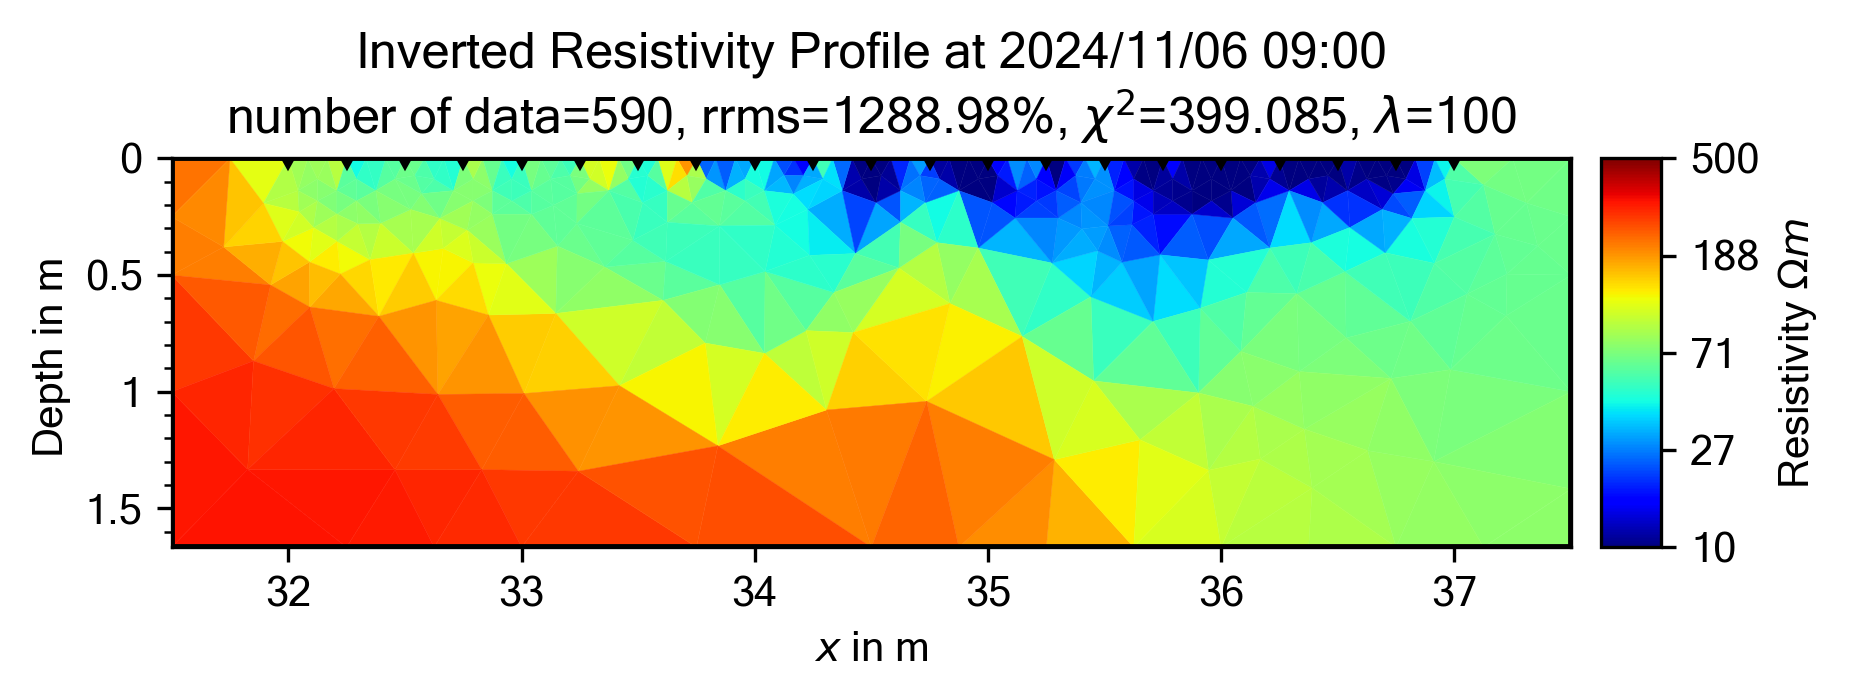 Inverted Resistivity Profile at 2024/11/06 09:00
number of data=590, rrms=1288.98%, χ²=399.085, λ=100
0
0.5
1
1.5
Depth in m
32 33 34 35 36 37
x in m
500
188
71
27
10
Resistivity Ωm